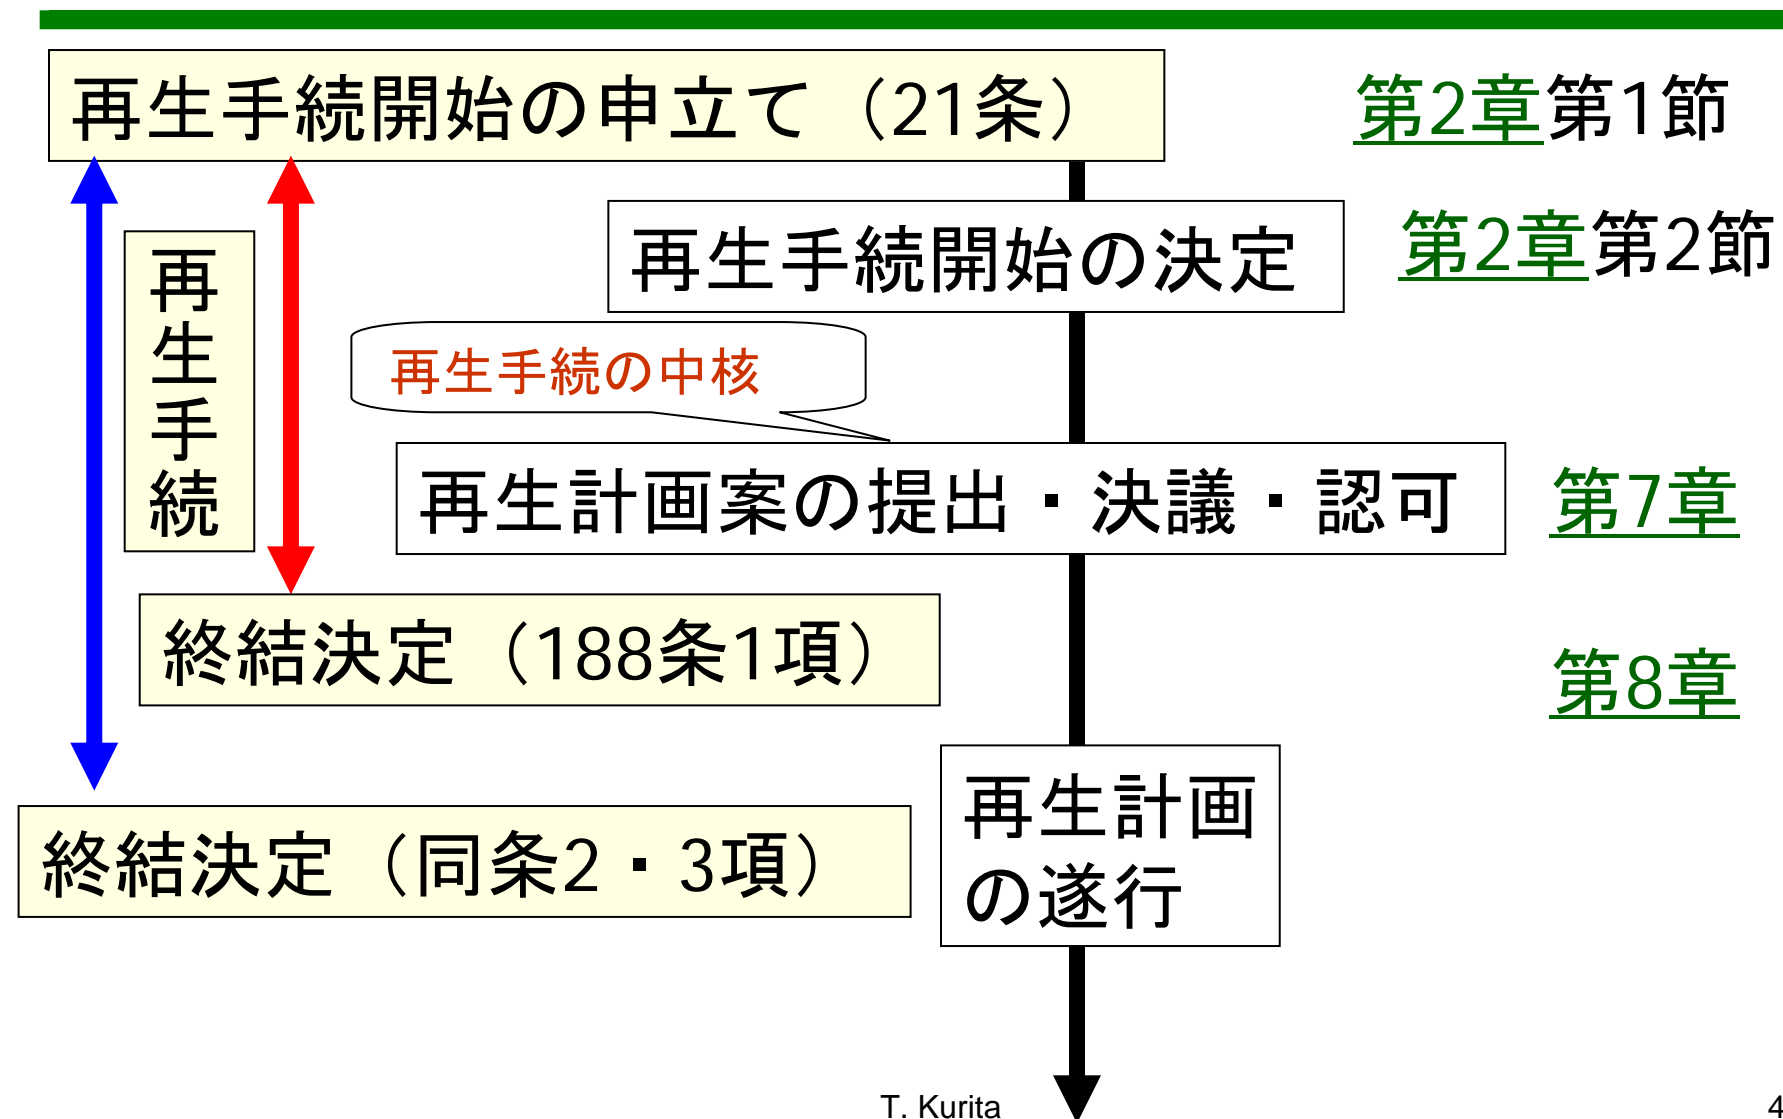 再生手続開始の申立て（21条）
第2章第1節
再生手続開始の決定
第2章第2節
再生手続
再生手続の中核
再生計画案の提出・決議・認可
第7章
終結決定（188条1項）
第8章
再生計画
の遂行
終結決定（同条2・3項）
T. Kurita
4